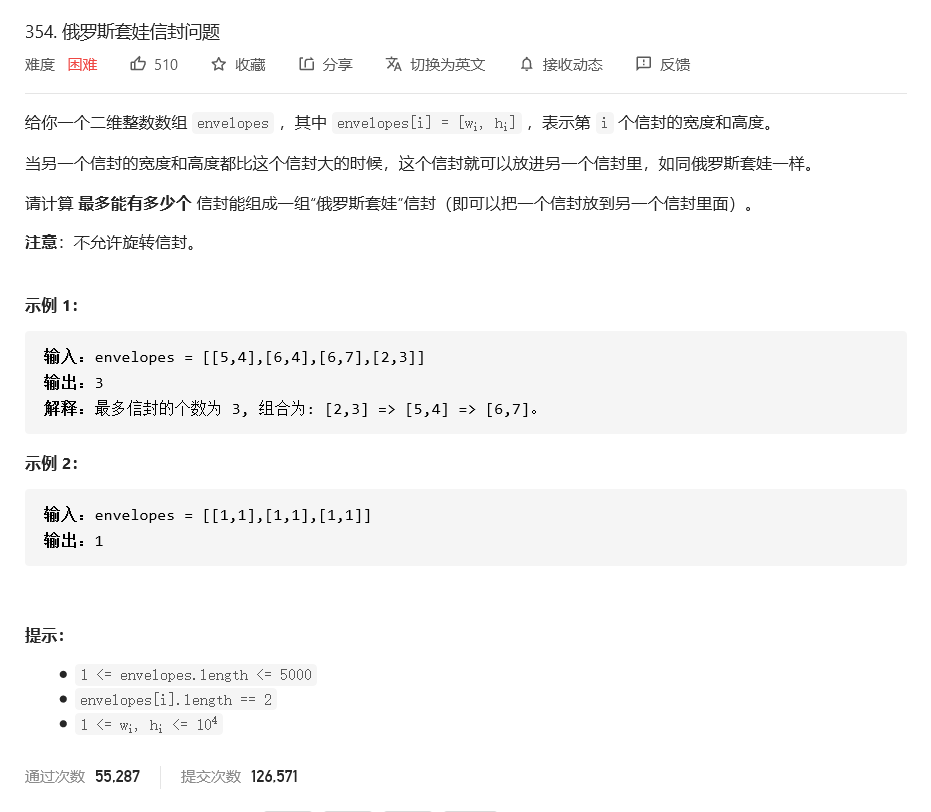 354. 俄罗斯套娃信封问题
难度 困难 510 收藏 分享 切换为英文 接收动态 反馈
给你一个二维整数数组 envelopes ，其中 envelopes[i] = [wi, hi] ，表示第 i 个信封的宽度和高度。
当另一个信封的宽度和高度都比这个信封大的时候，这个信封就可以放进另一个信封里，如同俄罗斯套娃一样。
请计算 最多能有多少个 信封能组成一组“俄罗斯套娃”信封（即可以把一个信封放到另一个信封里面）。
注意：不允许旋转信封。
示例 1：
输入：envelopes = [[5,4],[6,4],[6,7],[2,3]]
输出：3
解释：最多信封的个数为 3, 组合为: [2,3] => [5,4] => [6,7]。
示例 2：
输入：envelopes = [[1,1],[1,1],[1,1]]
输出：1
提示：
1 <= envelopes.length <= 5000
envelopes[i].length == 2
1 <= wi, hi <= 10⁴
通过次数 55,287 提交次数 126,571